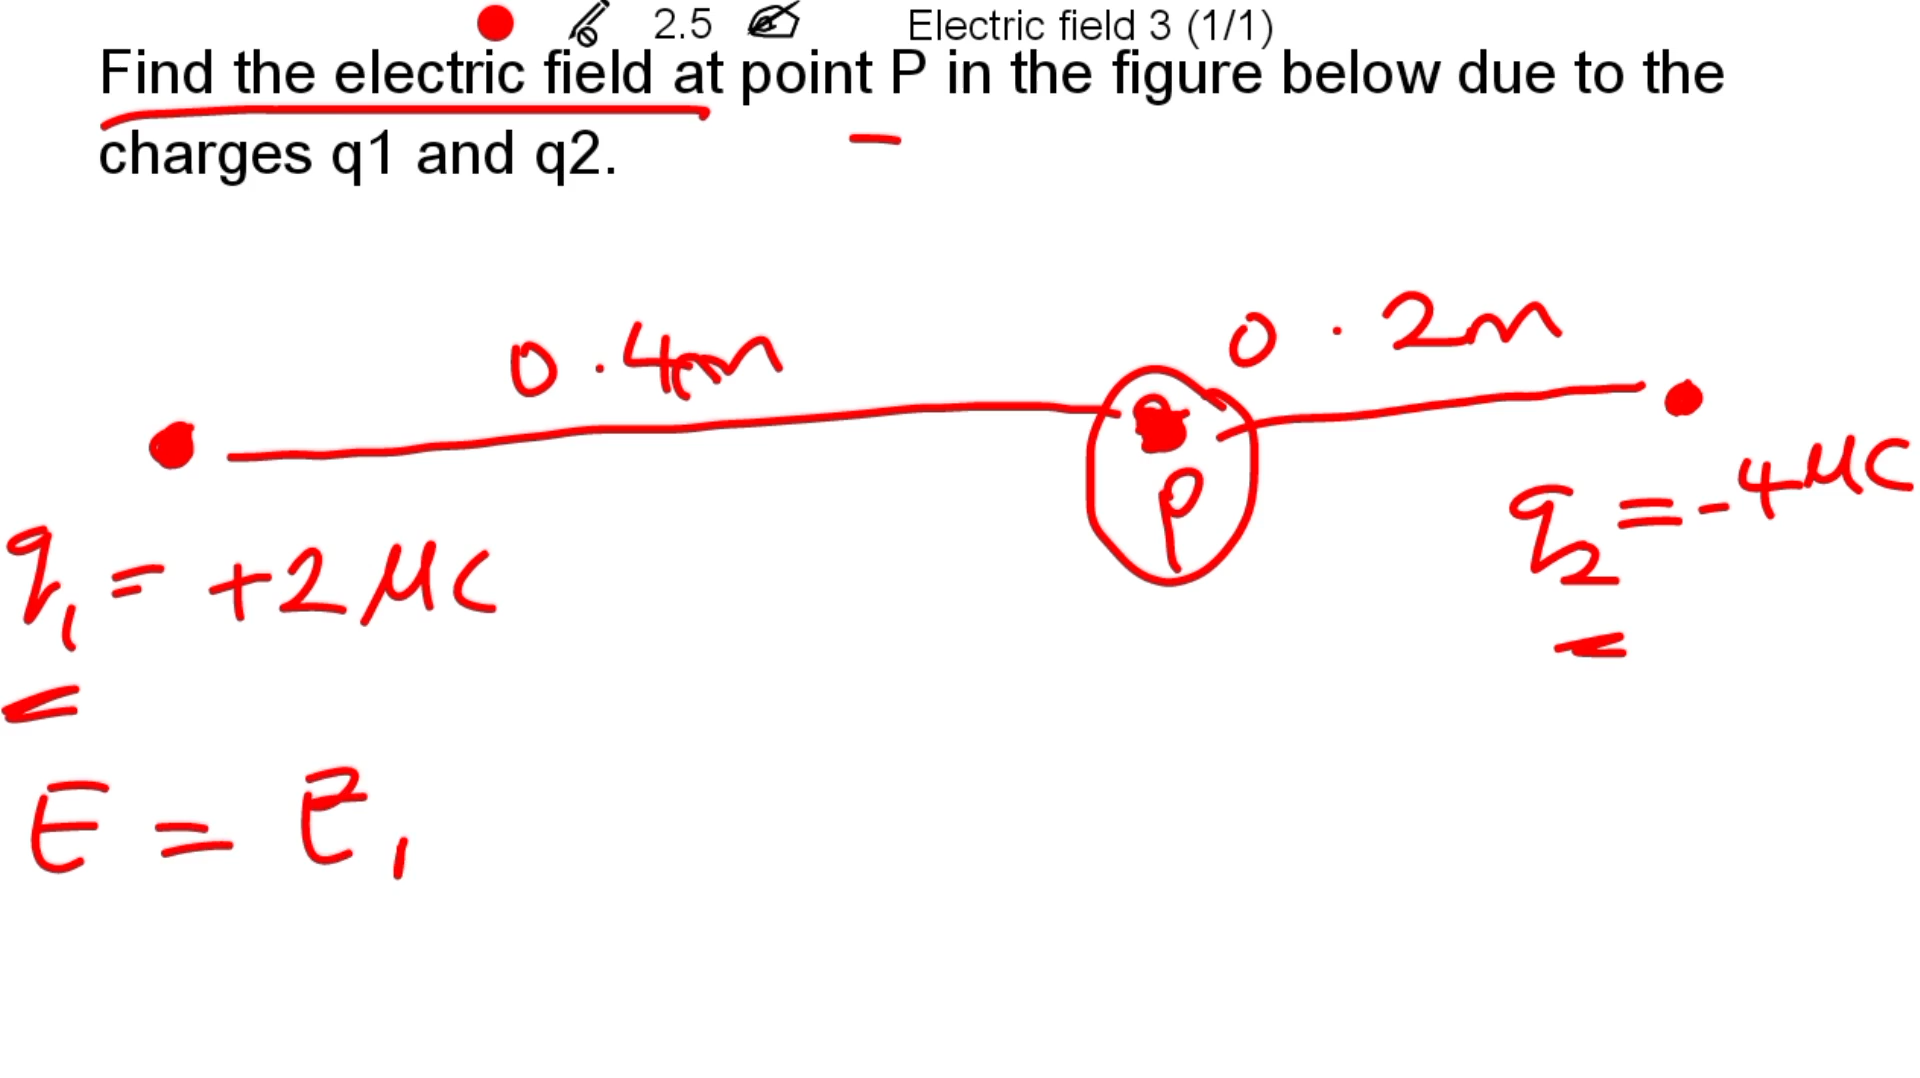 2.5 Electric field 3 (1/1)
Find the electric field at point P in the figure below due to the
charges q1 and q2.
0.4m
0.2m
P
q₂ = -4μC
q₁ = +2μC
E = E₁